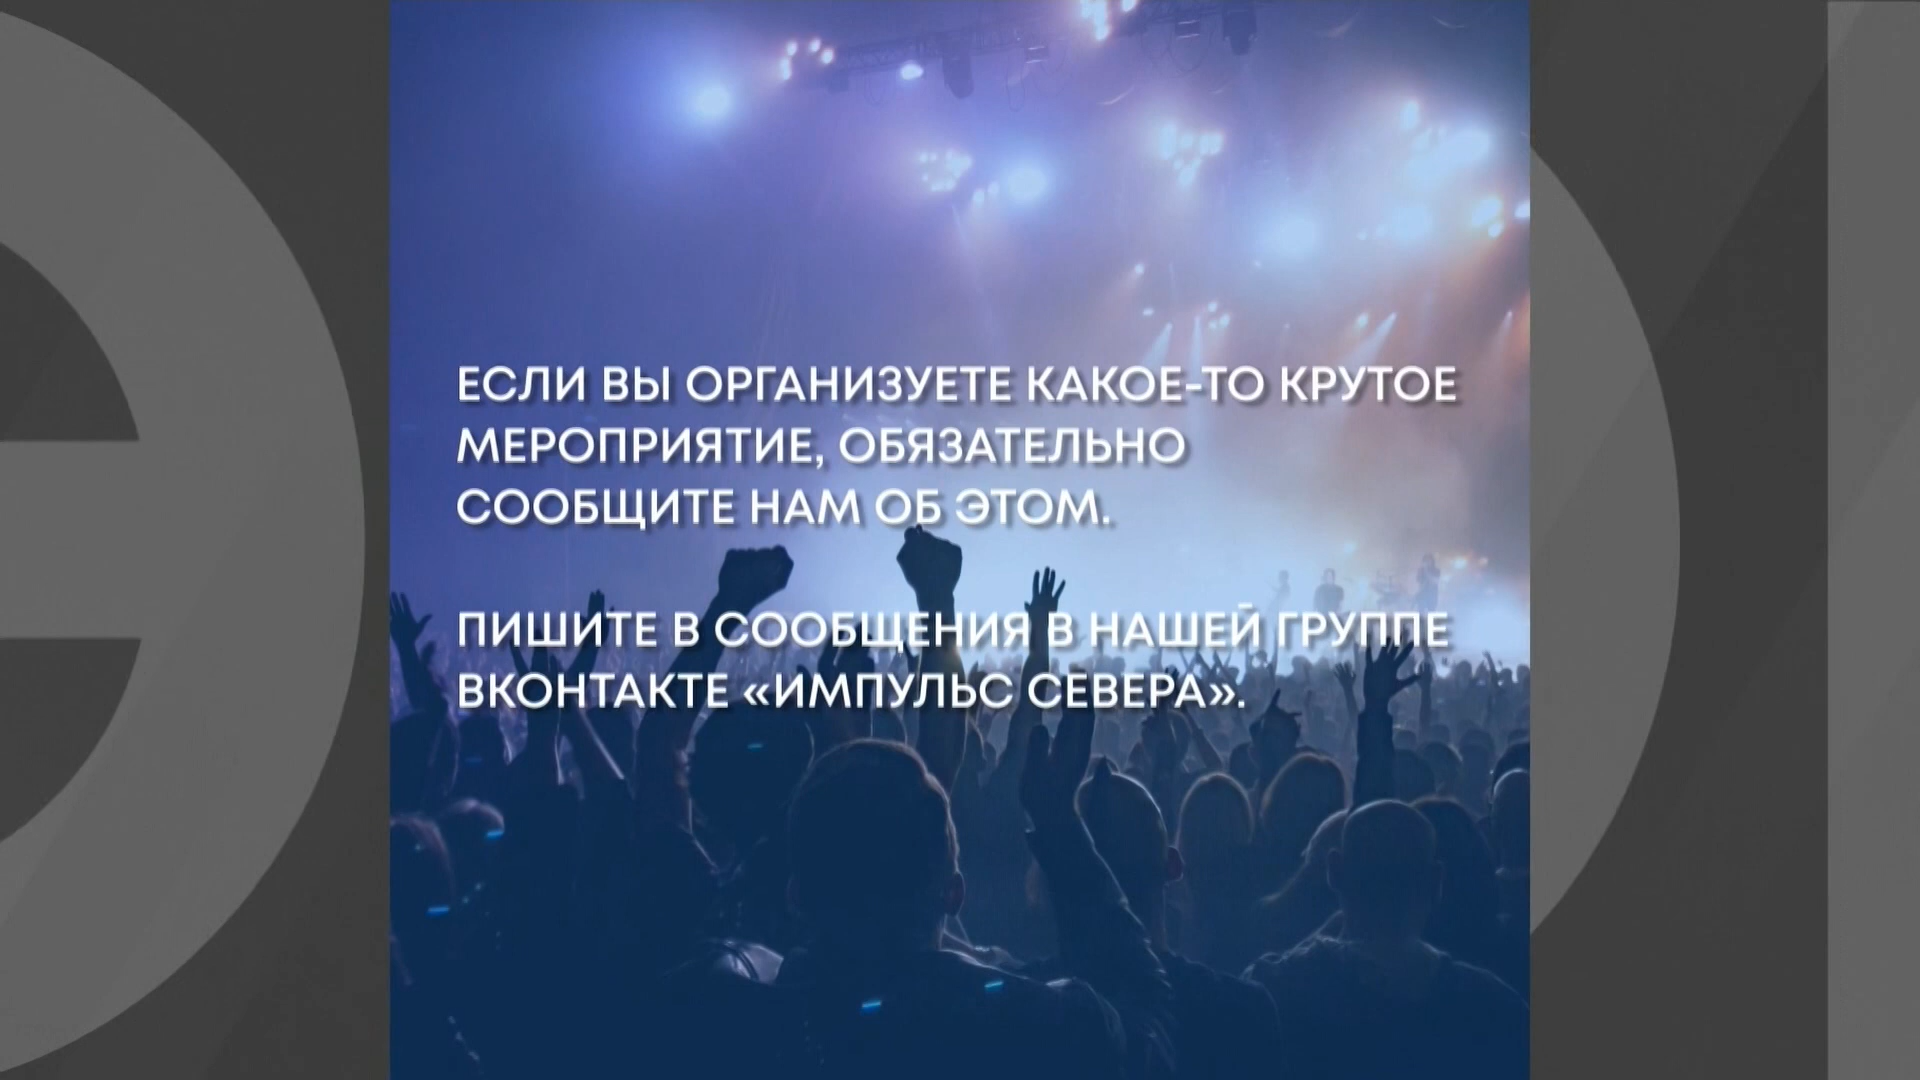 ЕСЛИ ВЫ ОРГАНИЗУЕТЕ КАКОЕ-ТО КРУТОЕ
МЕРОПРИЯТИЕ, ОБЯЗАТЕЛЬНО
СООБЩИТЕ НАМ ОБ ЭТОМ.
ПИШИТЕ В СООБЩЕНИЯ В НАШЕЙ ГРУППЕ
ВКОНТАКТЕ «ИМПУЛЬС СЕВЕРА».